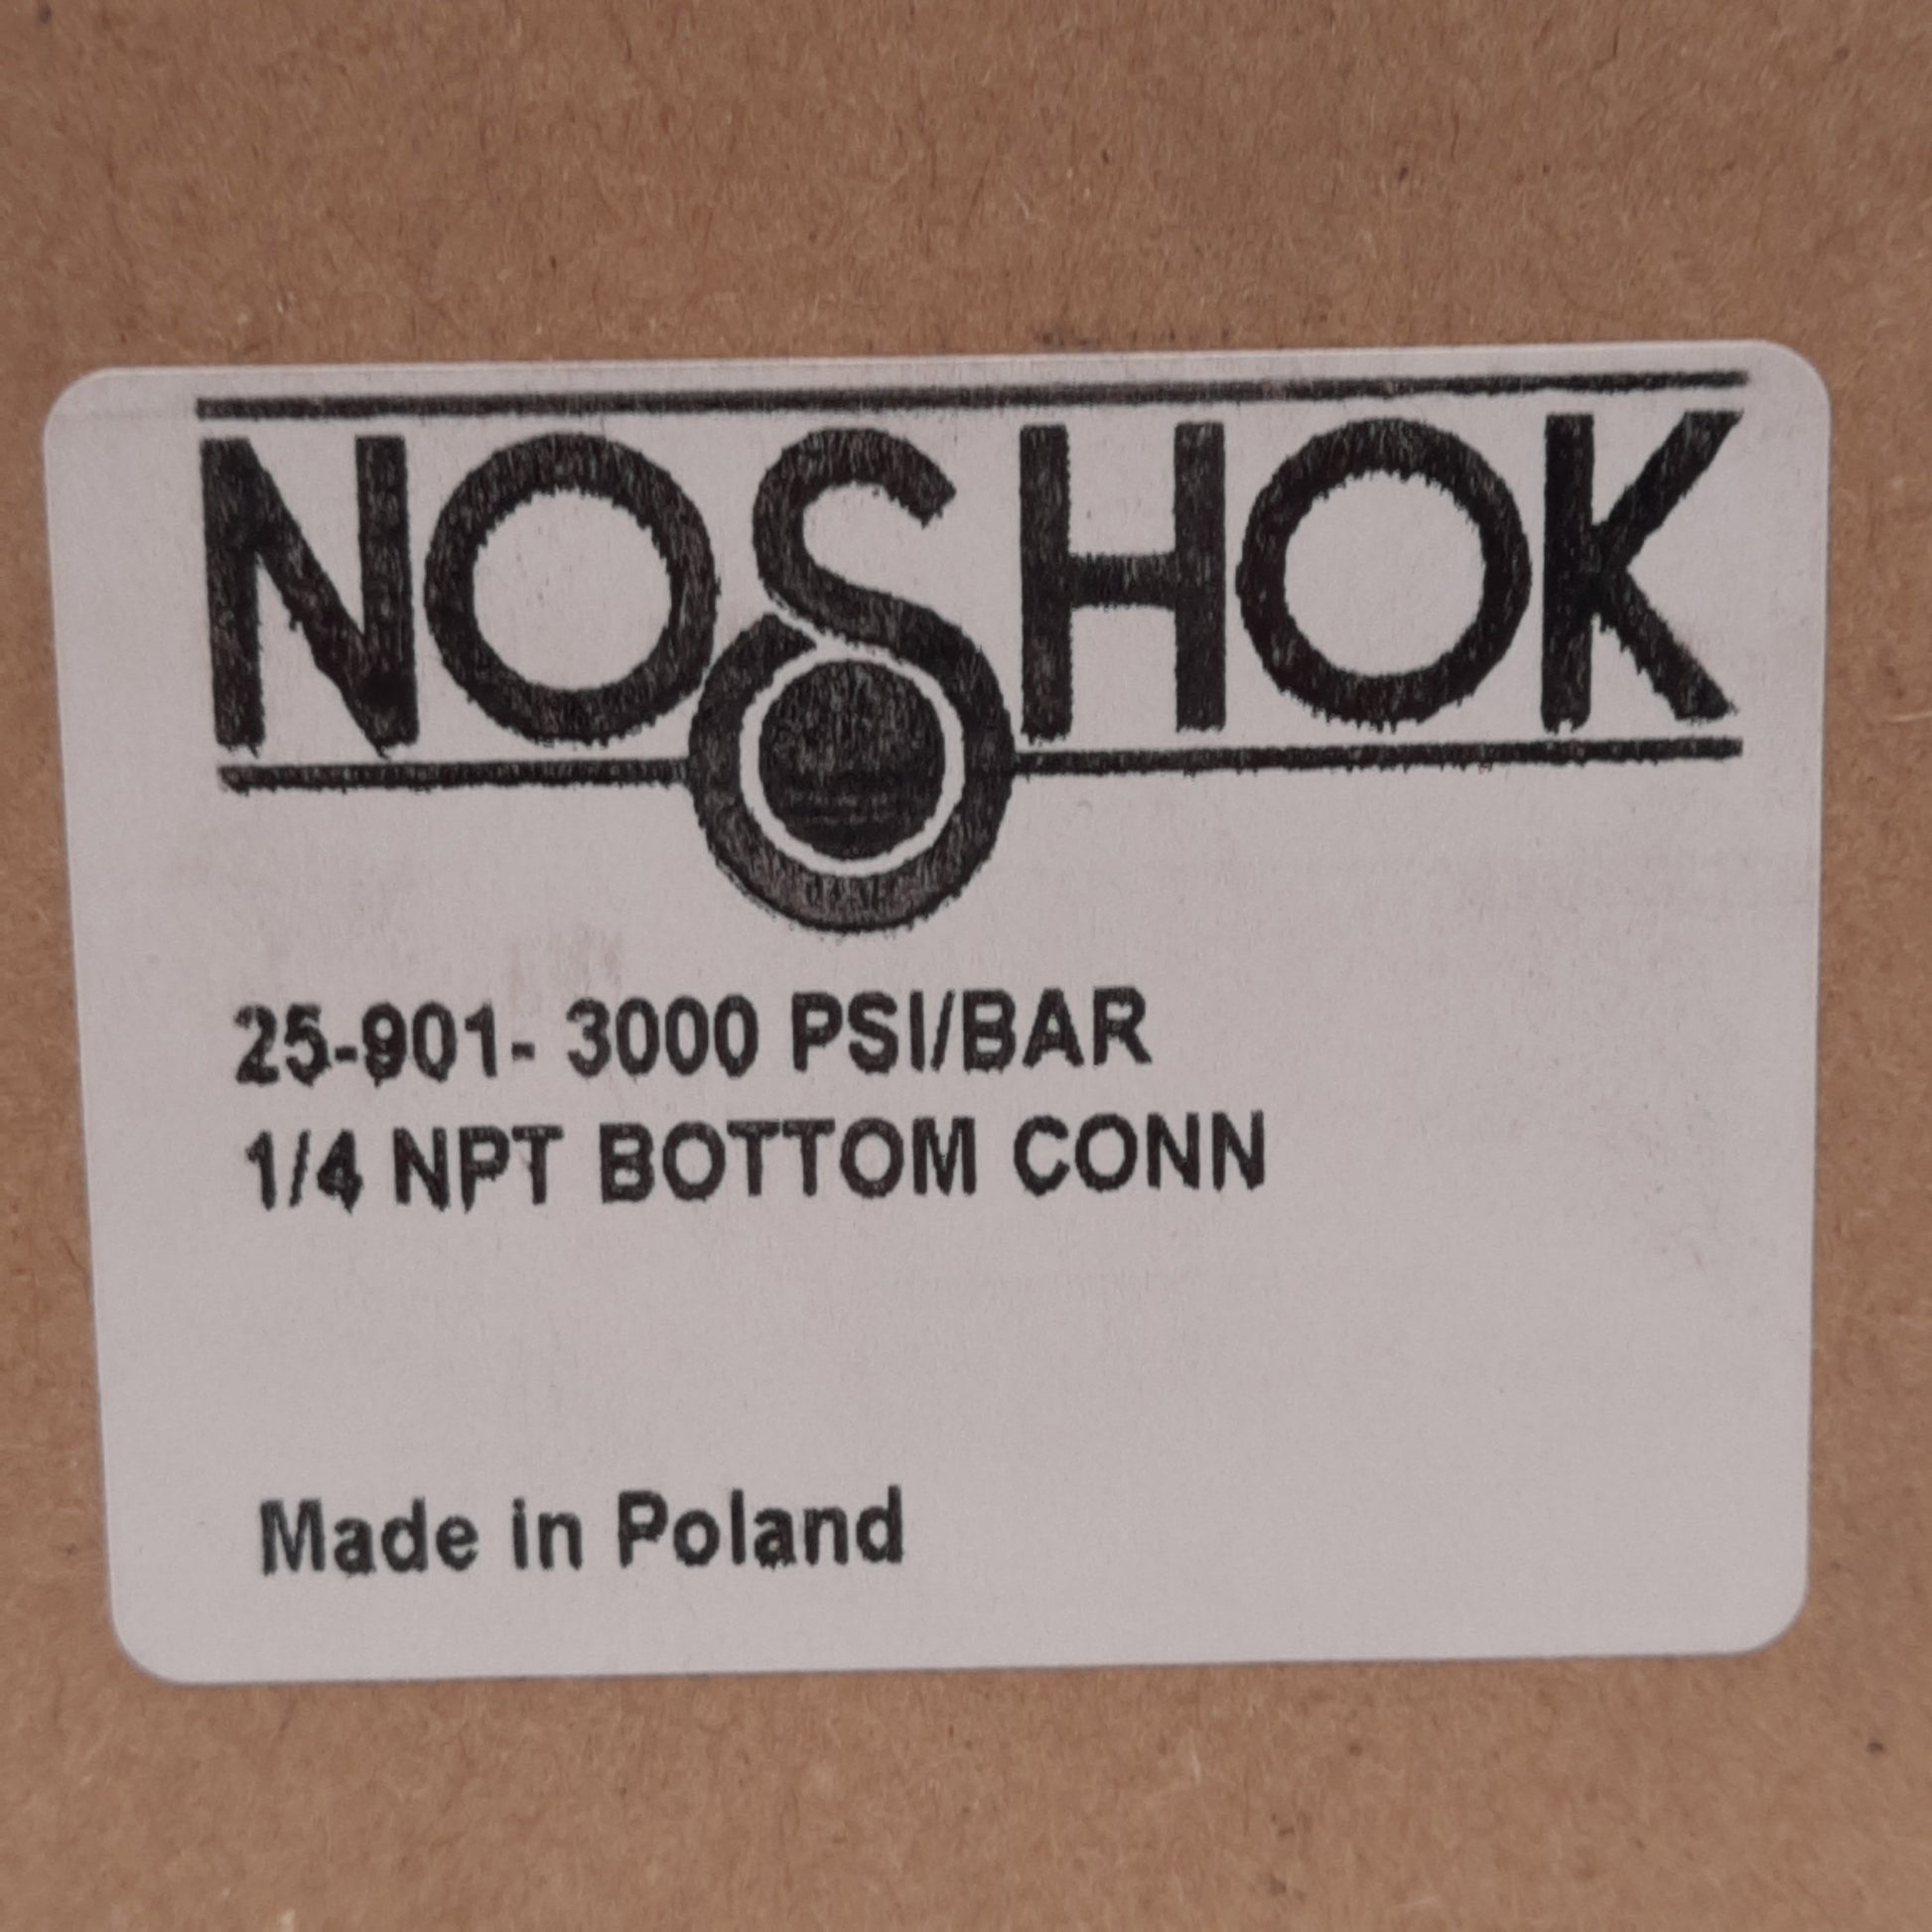 NOSHOK
25-901- 3000 PSI/BAR
1/4 NPT BOTTOM CONN
Made in Poland